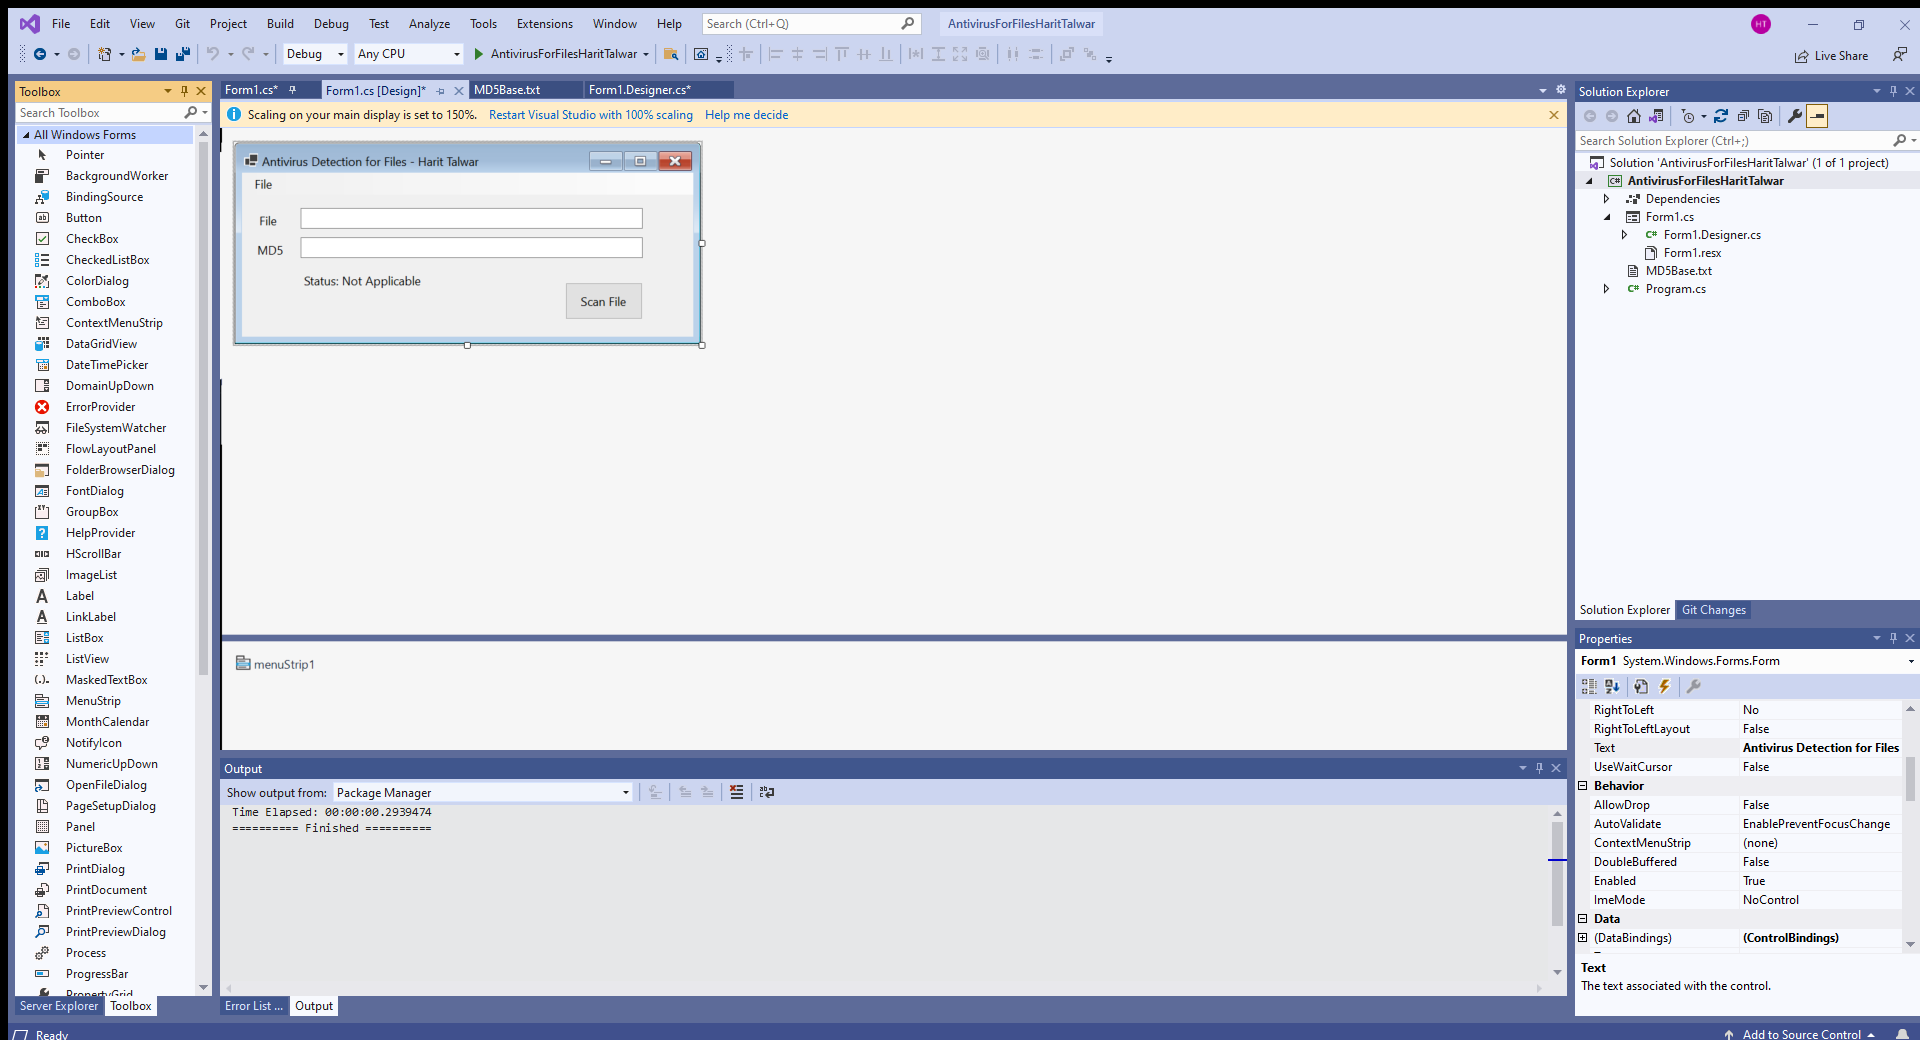 File Edit View Git Project Build Debug Test Analyze Tools Extensions Window Help Search (Ctrl+Q) AntivirusForFilesHaritTalwar HT
Debug Any CPU AntivirusForFilesHaritTalwar Live Share
Toolbox
Search Toolbox
All Windows Forms
Pointer
BackgroundWorker
BindingSource
Button
CheckBox
CheckedListBox
ColorDialog
ComboBox
ContextMenuStrip
DataGridView
DateTimePicker
DomainUpDown
ErrorProvider
FileSystemWatcher
FlowLayoutPanel
FolderBrowserDialog
FontDialog
GroupBox
HelpProvider
HScrollBar
ImageList
Label
LinkLabel
ListBox
ListView
MaskedTextBox
MenuStrip
MonthCalendar
NotifyIcon
NumericUpDown
OpenFileDialog
PageSetupDialog
Panel
PictureBox
PrintDialog
PrintDocument
PrintPreviewControl
PrintPreviewDialog
Process
ProgressBar
PropertyGrid
Server Explorer Toolbox
Form1.cs* Form1.cs [Design]* MD5Base.txt Form1.Designer.cs*
Scaling on your main display is set to 150%. Restart Visual Studio with 100% scaling Help me decide
Antivirus Detection for Files - Harit Talwar
File
File
MD5
Status: Not Applicable
Scan File
menuStrip1
Output
Show output from: Package Manager
Time Elapsed: 00:00:00.2939474
========== Finished ==========
Error List ... Output
Solution Explorer
Search Solution Explorer (Ctrl+;)
Solution 'AntivirusForFilesHaritTalwar' (1 of 1 project)
C# AntivirusForFilesHaritTalwar
Dependencies
Form1.cs
C# Form1.Designer.cs
Form1.resx
MD5Base.txt
C# Program.cs
Solution Explorer Git Changes
Properties
Form1 System.Windows.Forms.Form
RightToLeft No
RightToLeftLayout False
Text Antivirus Detection for Files
UseWaitCursor False
Behavior
AllowDrop False
AutoValidate EnablePreventFocusChange
ContextMenuStrip (none)
DoubleBuffered False
Enabled True
ImeMode NoControl
Data
(DataBindings) (ControlBindings)
Text
The text associated with the control.
Ready Add to Source Control